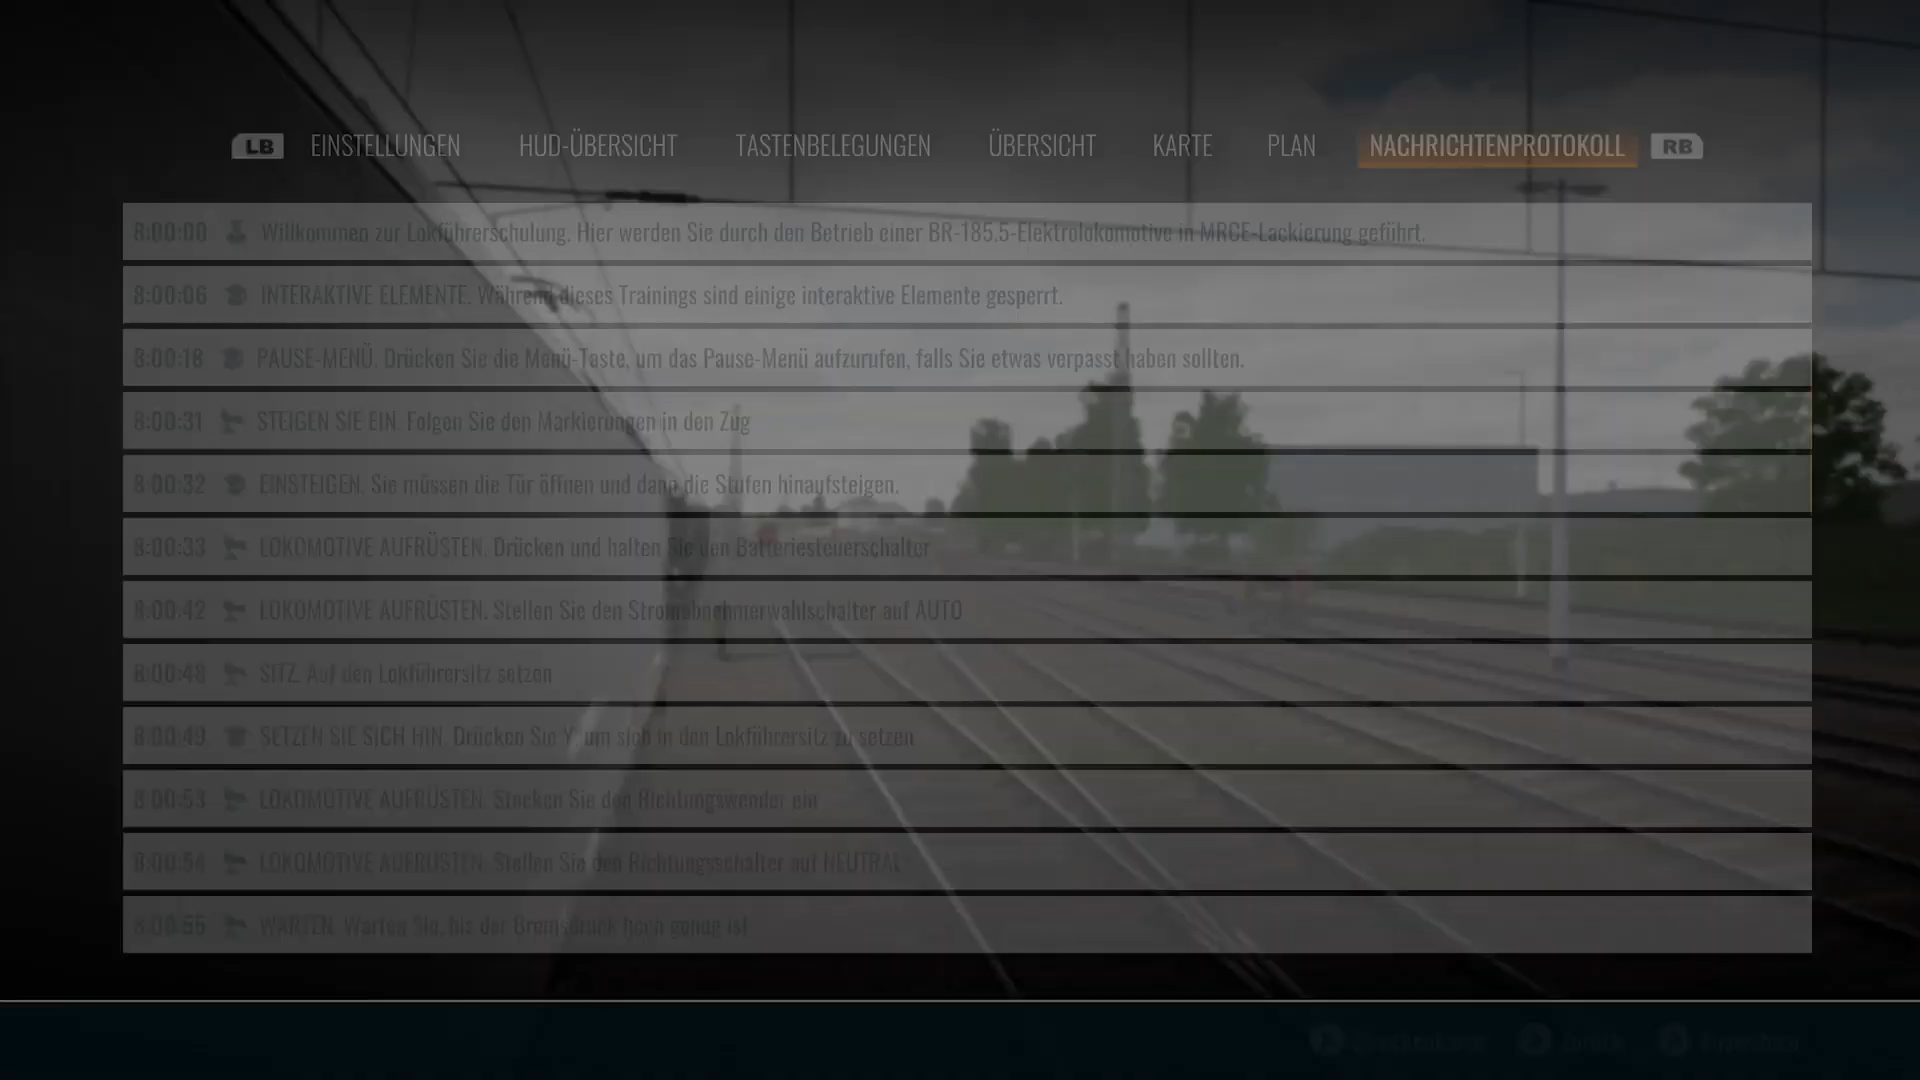 LB EINSTELLUNGEN HUD-ÜBERSICHT TASTENBELEGUNGEN ÜBERSICHT KARTE PLAN NACHRICHTENPROTOKOLL RB
8:00:00 Willkommen zur Lokführerschulung. Hier werden Sie durch den Betrieb einer BR-185.5-Elektrolokomotive in MRCE-Lackierung geführt.
8:00:06 INTERAKTIVE ELEMENTE. Während dieses Trainings sind einige interaktive Elemente gesperrt.
8:00:18 PAUSE-MENÜ. Drücken Sie die Menü-Taste, um das Pause-Menü aufzurufen, falls Sie etwas verpasst haben sollten.
8:00:31 STEIGEN SIE EIN. Folgen Sie den Markierungen in den Zug
8:00:32 EINSTEIGEN. Sie müssen die Tür öffnen und dann die Stufen hinaufsteigen.
8:00:33 LOKOMOTIVE AUFRÜSTEN. Drücken und halten Sie den Batteriesteuerschalter
8:00:42 LOKOMOTIVE AUFRÜSTEN. Stellen Sie den Stromabnehmerwahlschalter auf AUTO
8:00:48 SITZ. Auf den Lokführersitz setzen
8:00:49 SETZEN SIE SICH HIN. Drücken Sie Y, um sich in den Lokführersitz zu setzen
8:00:53 LOKOMOTIVE AUFRÜSTEN. Stecken Sie den Richtungswender ein
8:00:54 LOKOMOTIVE AUFRÜSTEN. Stellen Sie den Richtungsschalter auf NEUTRAL
8:00:55 WARTEN. Warten Sie, bis der Bremsdruck hoch genug ist
Zurück